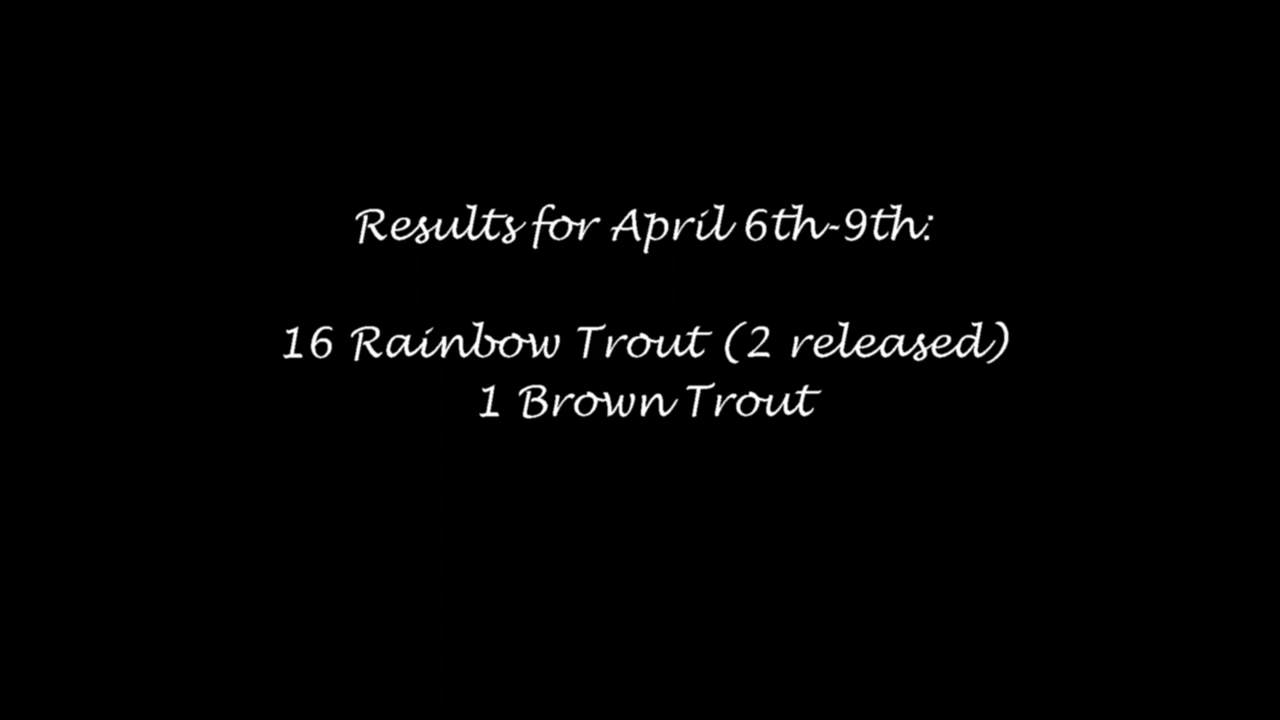 Results for April 6th-9th:
16 Rainbow Trout (2 released)
1 Brown Trout